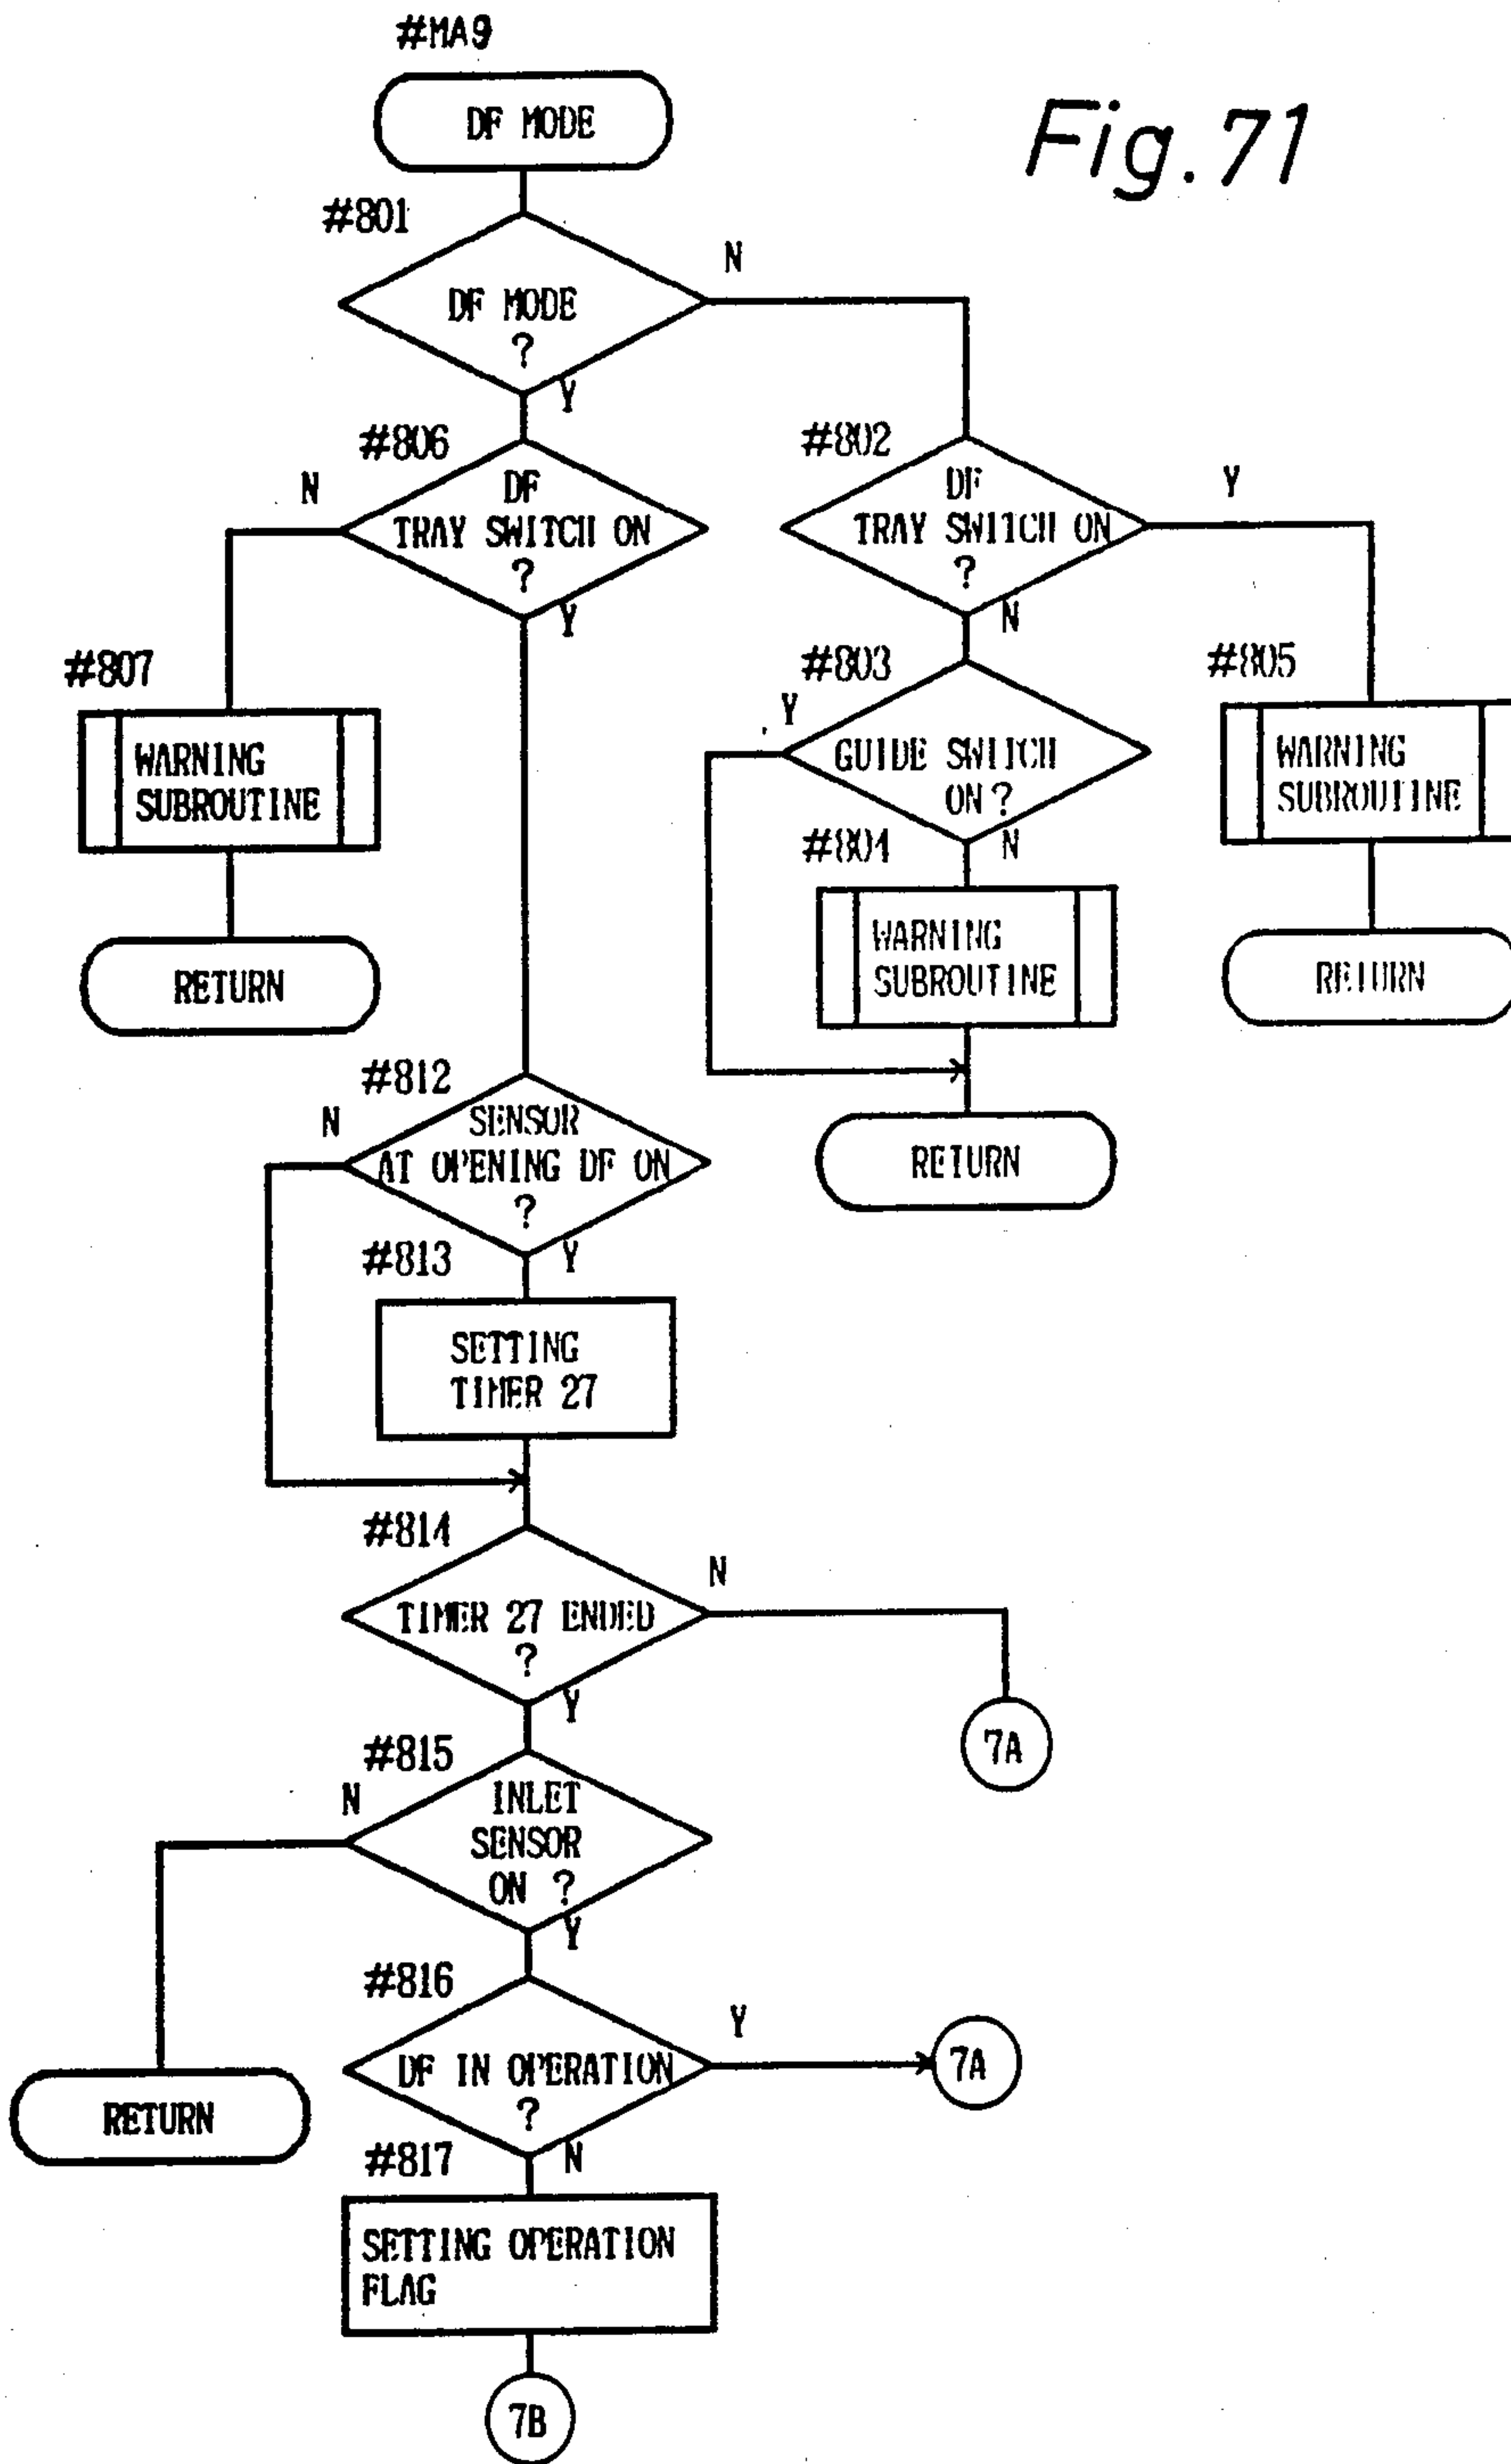 #MA9
DF MODE
Fig.71
#801
DF MODE
?
N
Y
#806
DF
TRAY SWITCH ON
?
N
Y
#802
DF
TRAY SWITCH ON
?
Y
N
#807
WARNING
SUBROUTINE
RETURN
#803
Y
GUIDE SWITCH
ON?
N
#805
WARNING
SUBROUTINE
RETURN
#804
WARNING
SUBROUTINE
RETURN
#812
N
SENSOR
AT OPENING DF ON
?
Y
#813
SETTING
TIMER 27
#814
TIMER 27 ENDED
?
N
Y
7A
#815
N
INLET
SENSOR
ON ?
Y
RETURN
#816
DF IN OPERATION
?
Y
7A
N
#817
SETTING OPERATION
FLAG
7B